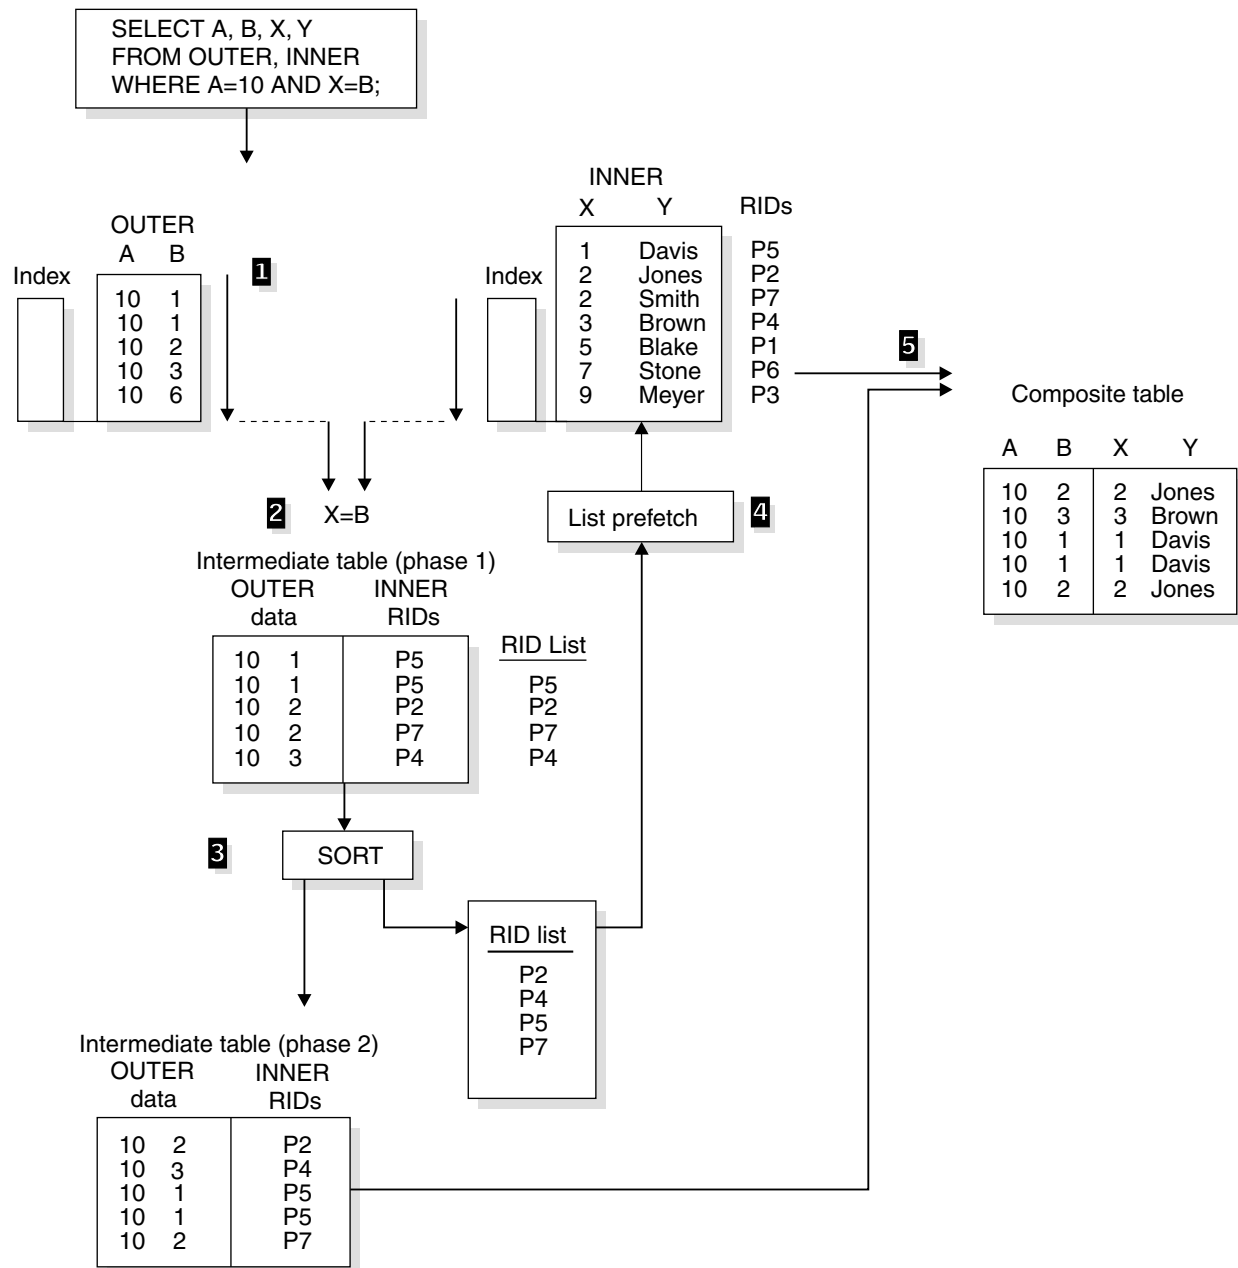 SELECT A, B, X, Y
FROM OUTER, INNER
WHERE A=10 AND X=B;
OUTER
A B
Index
10 1
10 1
10 2
10 3
10 6
1
INNER
X Y RIDs
Index
1 Davis P5
2 Jones P2
2 Smith P7
3 Brown P4
5 Blake P1
7 Stone P6
9 Meyer P3
5
Composite table
A B X Y
10 2 2 Jones
10 3 3 Brown
10 1 1 Davis
10 1 1 Davis
10 2 2 Jones
2 X=B
List prefetch 4
Intermediate table (phase 1)
OUTER INNER
data RIDs
RID List
10 1 P5
10 1 P5 P5
10 2 P2 P2
10 2 P7 P7
10 3 P4 P4
3 SORT
RID list
P2
P4
P5
P7
Intermediate table (phase 2)
OUTER INNER
data RIDs
10 2 P2
10 3 P4
10 1 P5
10 1 P5
10 2 P7